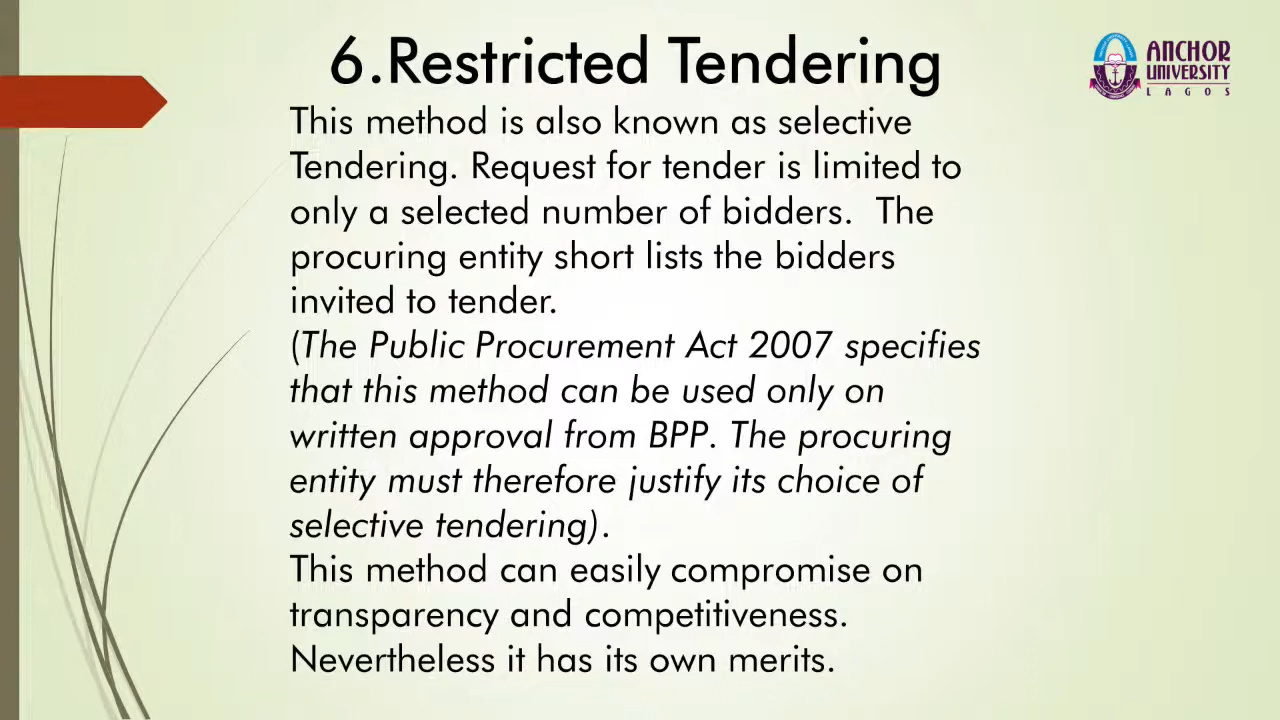 6.Restricted Tendering
ANCHOR
UNIVERSITY
LAGOS
This method is also known as selective
Tendering. Request for tender is limited to
only a selected number of bidders.  The
procuring entity short lists the bidders
invited to tender.
(The Public Procurement Act 2007 specifies
that this method can be used only on
written approval from BPP. The procuring
entity must therefore justify its choice of
selective tendering).
This method can easily compromise on
transparency and competitiveness.
Nevertheless it has its own merits.